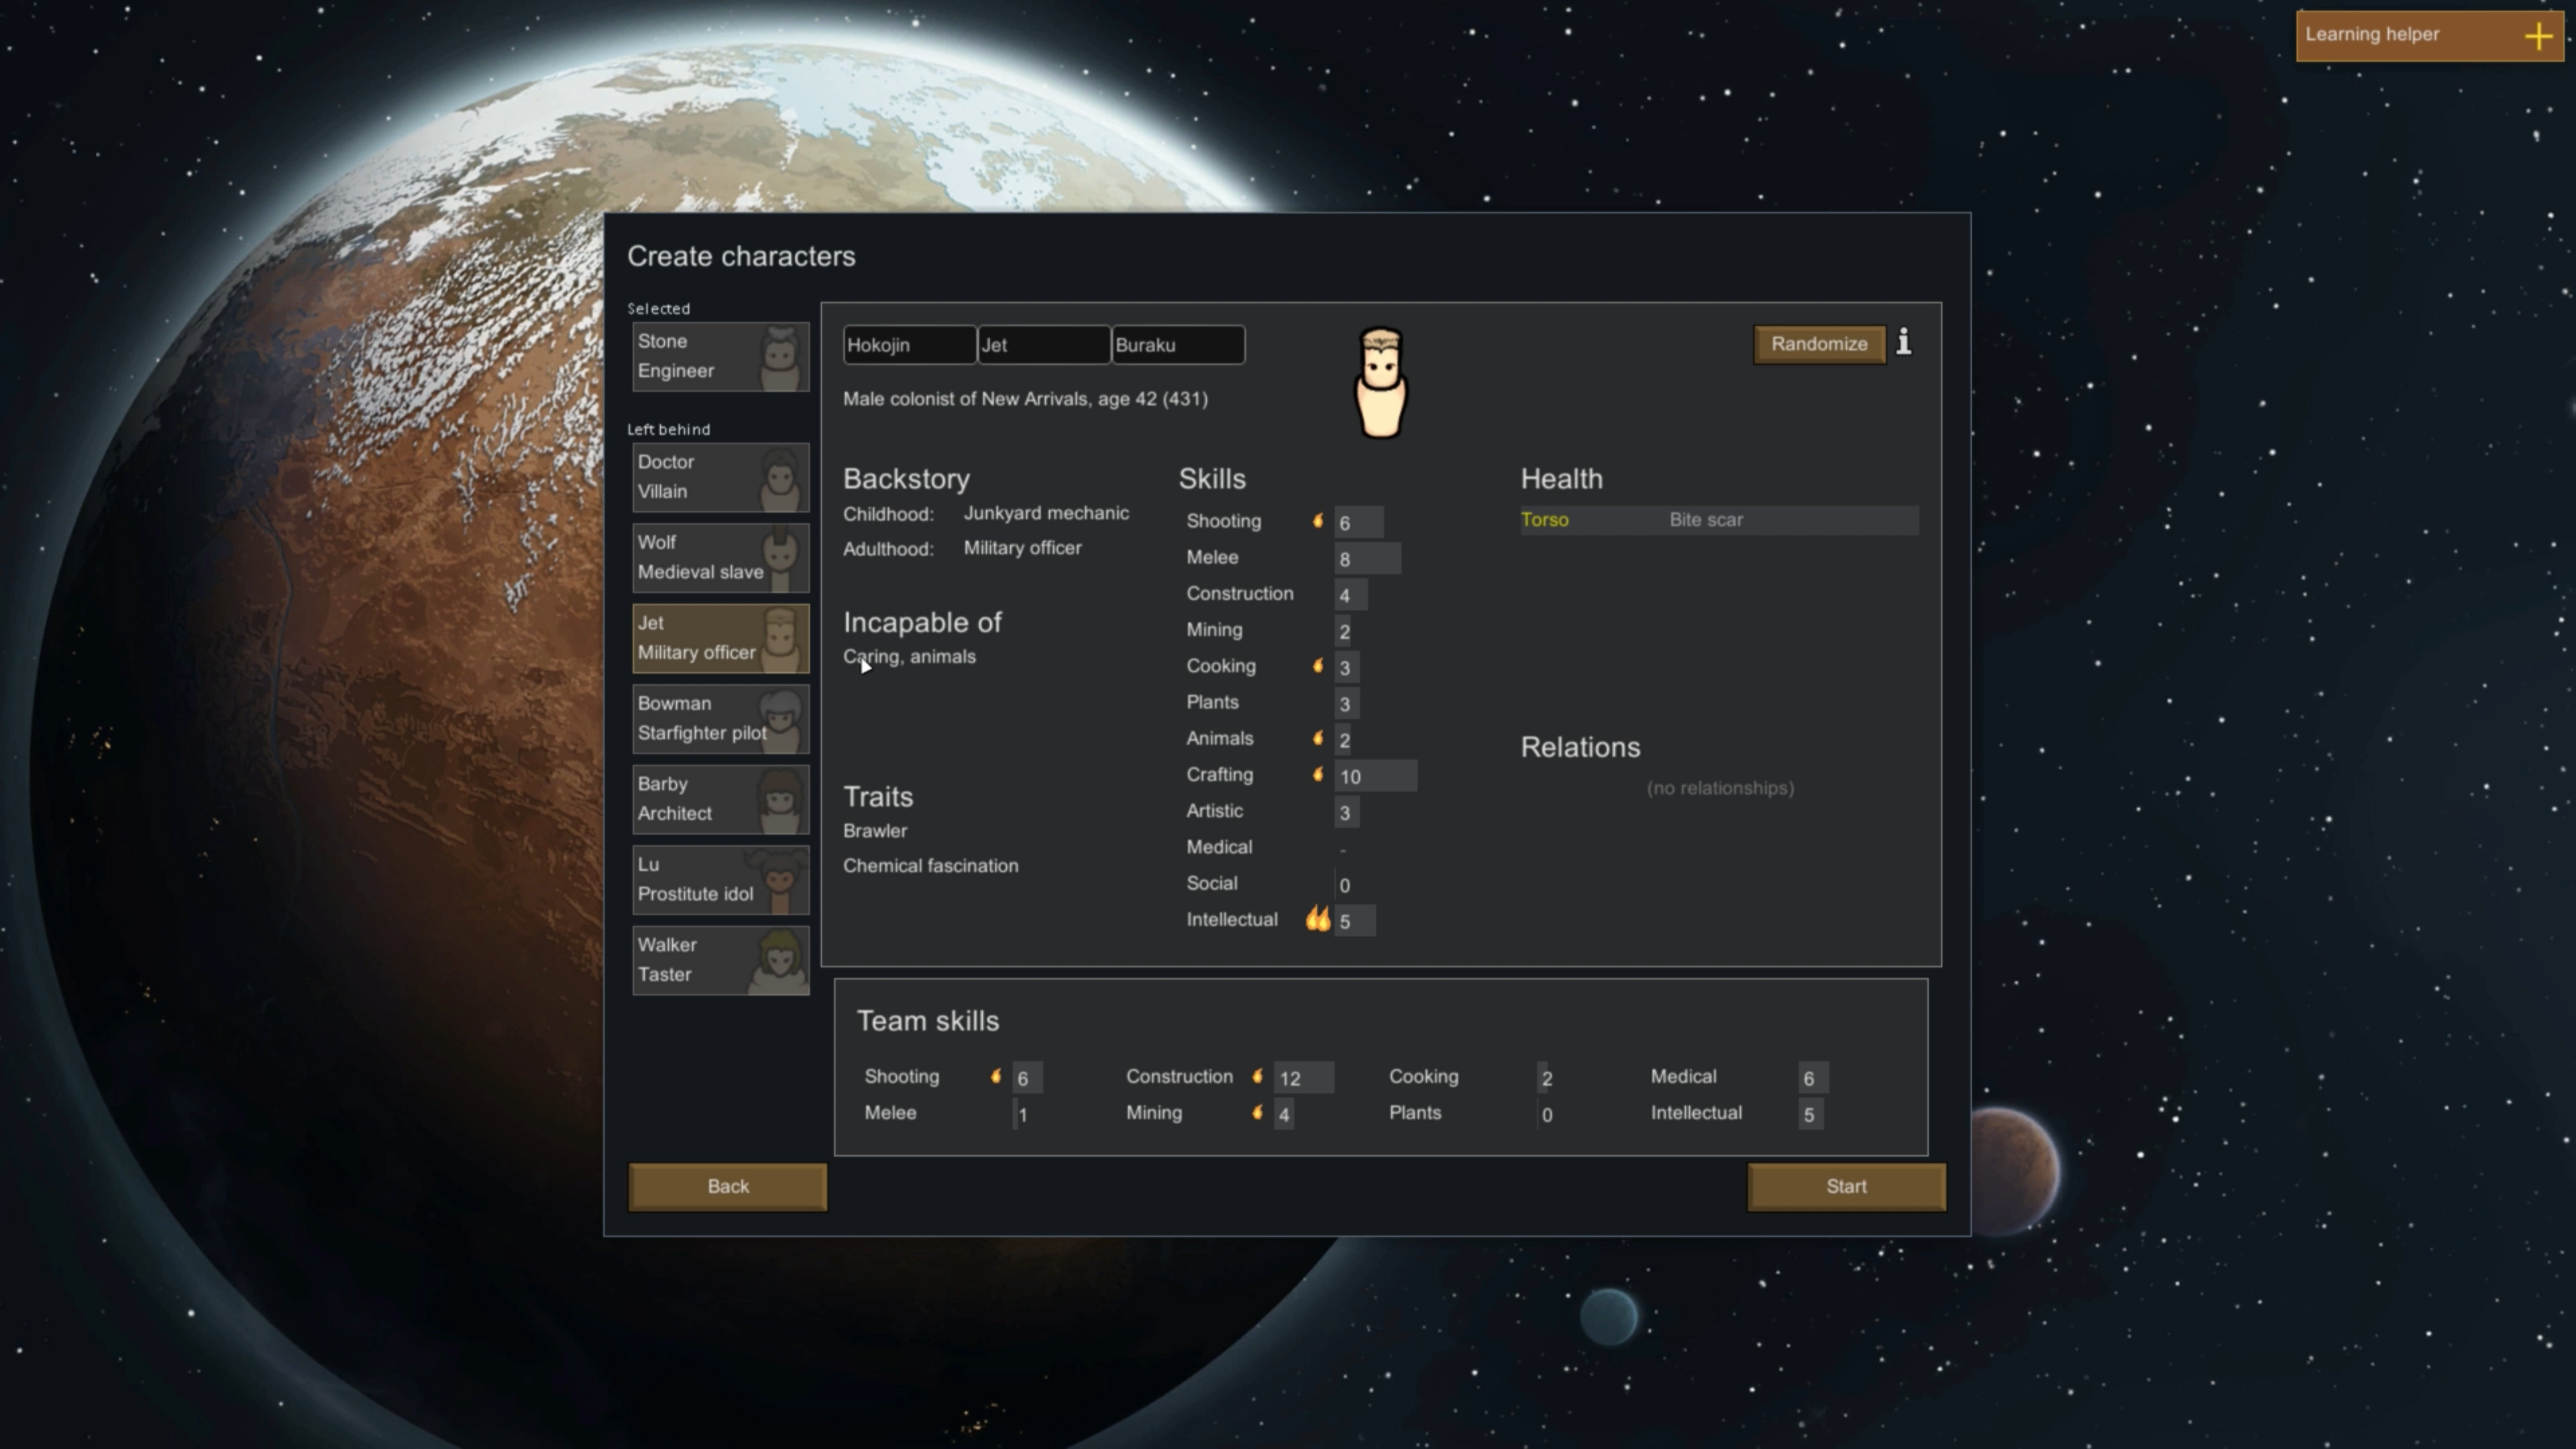 Learning helper
Create characters
Selected
Stone
Engineer
Left behind
Doctor
Villain
Wolf
Medieval slave
Jet
Military officer
Bowman
Starfighter pilot
Barby
Architect
Lu
Prostitute idol
Walker
Taster
Hokojin Jet Buraku
Randomize
Male colonist of New Arrivals, age 42 (431)
Backstory
Childhood: Junkyard mechanic
Adulthood: Military officer
Incapable of
Caring, animals
Traits
Brawler
Chemical fascination
Skills
Shooting 6
Melee 8
Construction 4
Mining 2
Cooking 3
Plants 3
Animals 2
Crafting 10
Artistic 3
Medical -
Social 0
Intellectual 5
Health
Torso Bite scar
Relations
(no relationships)
Team skills
Shooting 6 Construction 12 Cooking 2 Medical 6
Melee 1 Mining 4 Plants 0 Intellectual 5
Back
Start